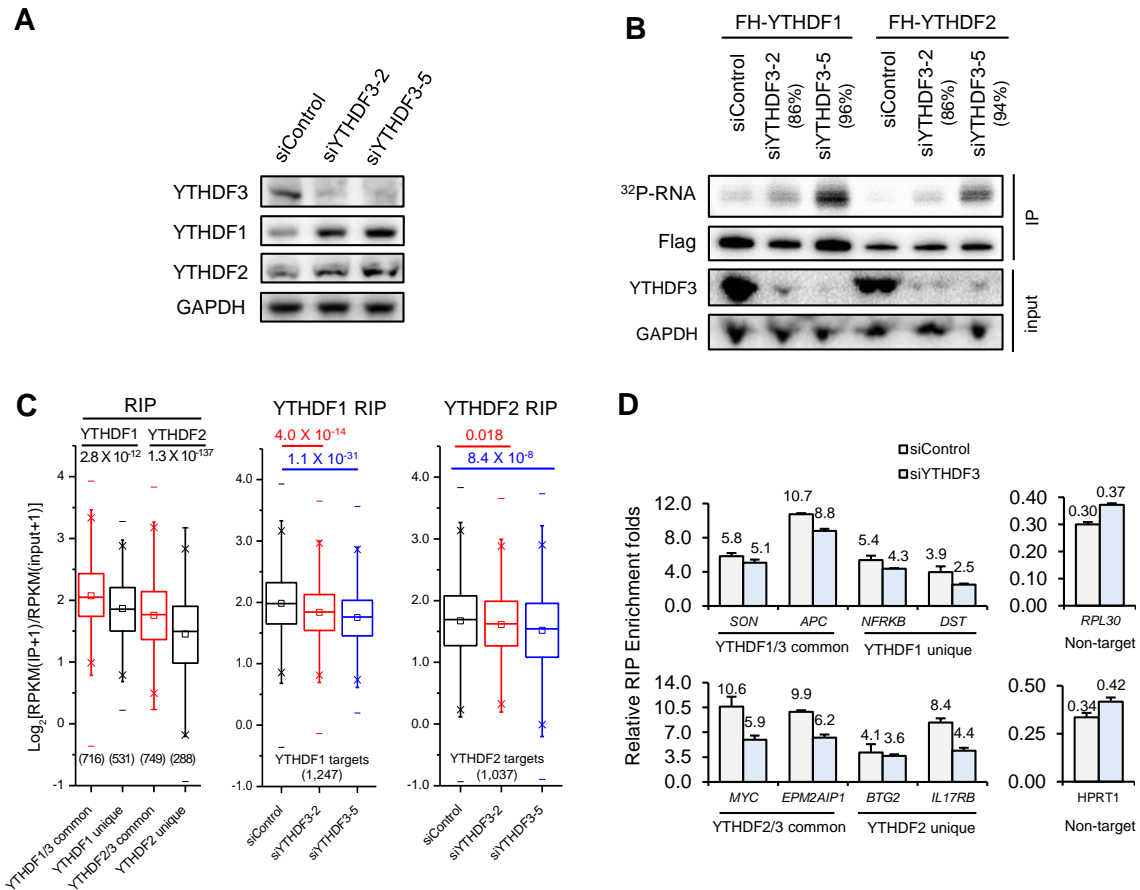 A
siControl
siYTHDF3-2
siYTHDF3-5
YTHDF3
YTHDF1
YTHDF2
GAPDH
B
FH-YTHDF1
FH-YTHDF2
siControl
siYTHDF3-2
(86%)
siYTHDF3-5
(96%)
siControl
siYTHDF3-2
(86%)
siYTHDF3-5
(94%)
32P-RNA
Flag
YTHDF3
GAPDH
IP
input
C
RIP
YTHDF1
YTHDF2
2.8 X 10-12
1.3 X 10-137
Log2[RPKM(IP+1)/RPKM(input+1)]
4
3
2
1
0
-1
(716)
(531)
(749)
(288)
YTHDF1/3 common
YTHDF1 unique
YTHDF2/3 common
YTHDF2 unique
YTHDF1 RIP
4.0 X 10-14
1.1 X 10-31
4.0
3.0
2.0
1.0
0.0
-1.0
YTHDF1 targets
(1,247)
siControl
siYTHDF3-2
siYTHDF3-5
YTHDF2 RIP
0.018
8.4 X 10-8
4.0
3.0
2.0
1.0
0.0
-1.0
YTHDF2 targets
(1,037)
siControl
siYTHDF3-2
siYTHDF3-5
D
siControl
siYTHDF3
Relative RIP Enrichment folds
12.0
8.0
4.0
0.0
5.8
5.1
10.7
8.8
5.4
4.3
3.9
2.5
SON
APC
NFRKB
DST
YTHDF1/3 common
YTHDF1 unique
0.40
0.30
0.20
0.10
0.00
0.30
0.37
RPL30
Non-target
14.0
10.5
7.0
3.5
0.0
10.6
5.9
9.9
6.2
4.1
3.6
8.4
4.4
MYC
EPM2AIP1
BTG2
IL17RB
YTHDF2/3 common
YTHDF2 unique
0.50
0.25
0.00
0.34
0.42
HPRT1
Non-target